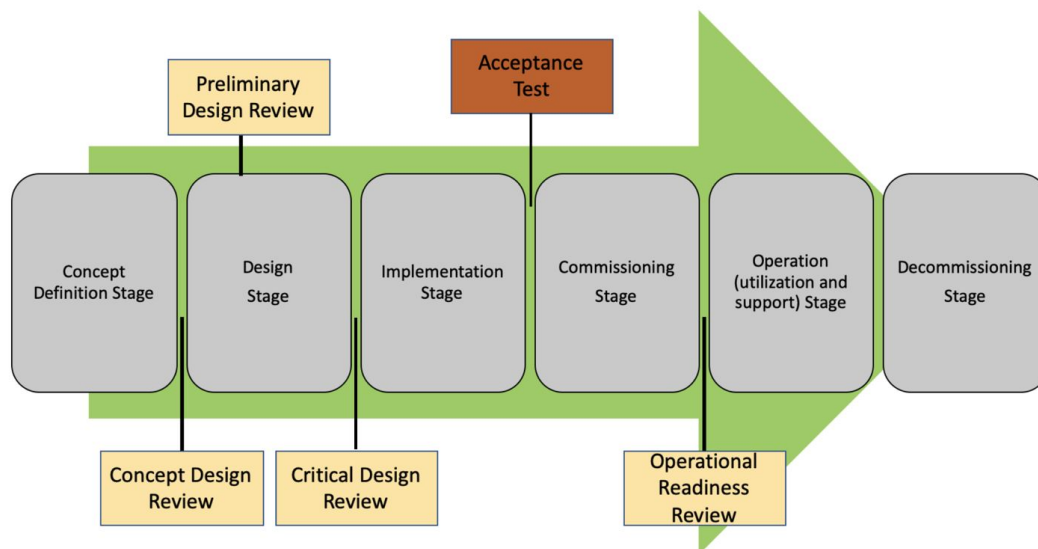 Preliminary
Design Review
Acceptance
Test
Concept
Definition Stage
Design
Stage
Implementation
Stage
Commissioning
Stage
Operation
(utilization and
support) Stage
Decommissioning
Stage
Concept Design
Review
Critical Design
Review
Operational
Readiness
Review